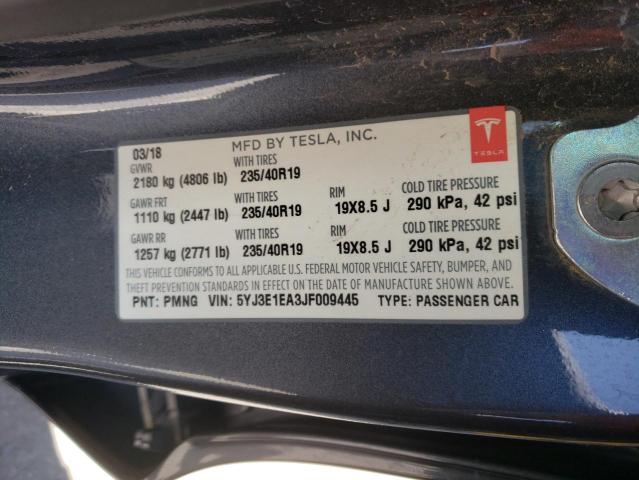 03/18 MFD BY TESLA, INC.
GVWR WITH TIRES
2180 kg (4806 lb) 235/40R19
GAWR FRT WITH TIRES RIM COLD TIRE PRESSURE
1110 kg (2447 lb) 235/40R19 19X8.5 J 290 kPa, 42 psi
GAWR RR WITH TIRES RIM COLD TIRE PRESSURE
1257 kg (2771 lb) 235/40R19 19X8.5 J 290 kPa, 42 psi
THIS VEHICLE CONFORMS TO ALL APPLICABLE U.S. FEDERAL MOTOR VEHICLE SAFETY, BUMPER, AND
THEFT PREVENTION STANDARDS IN EFFECT ON THE DATE OF MANUFACTURE SHOWN ABOVE.
PNT: PMNG VIN: 5YJ3E1EA3JF009445 TYPE: PASSENGER CAR
TESLA